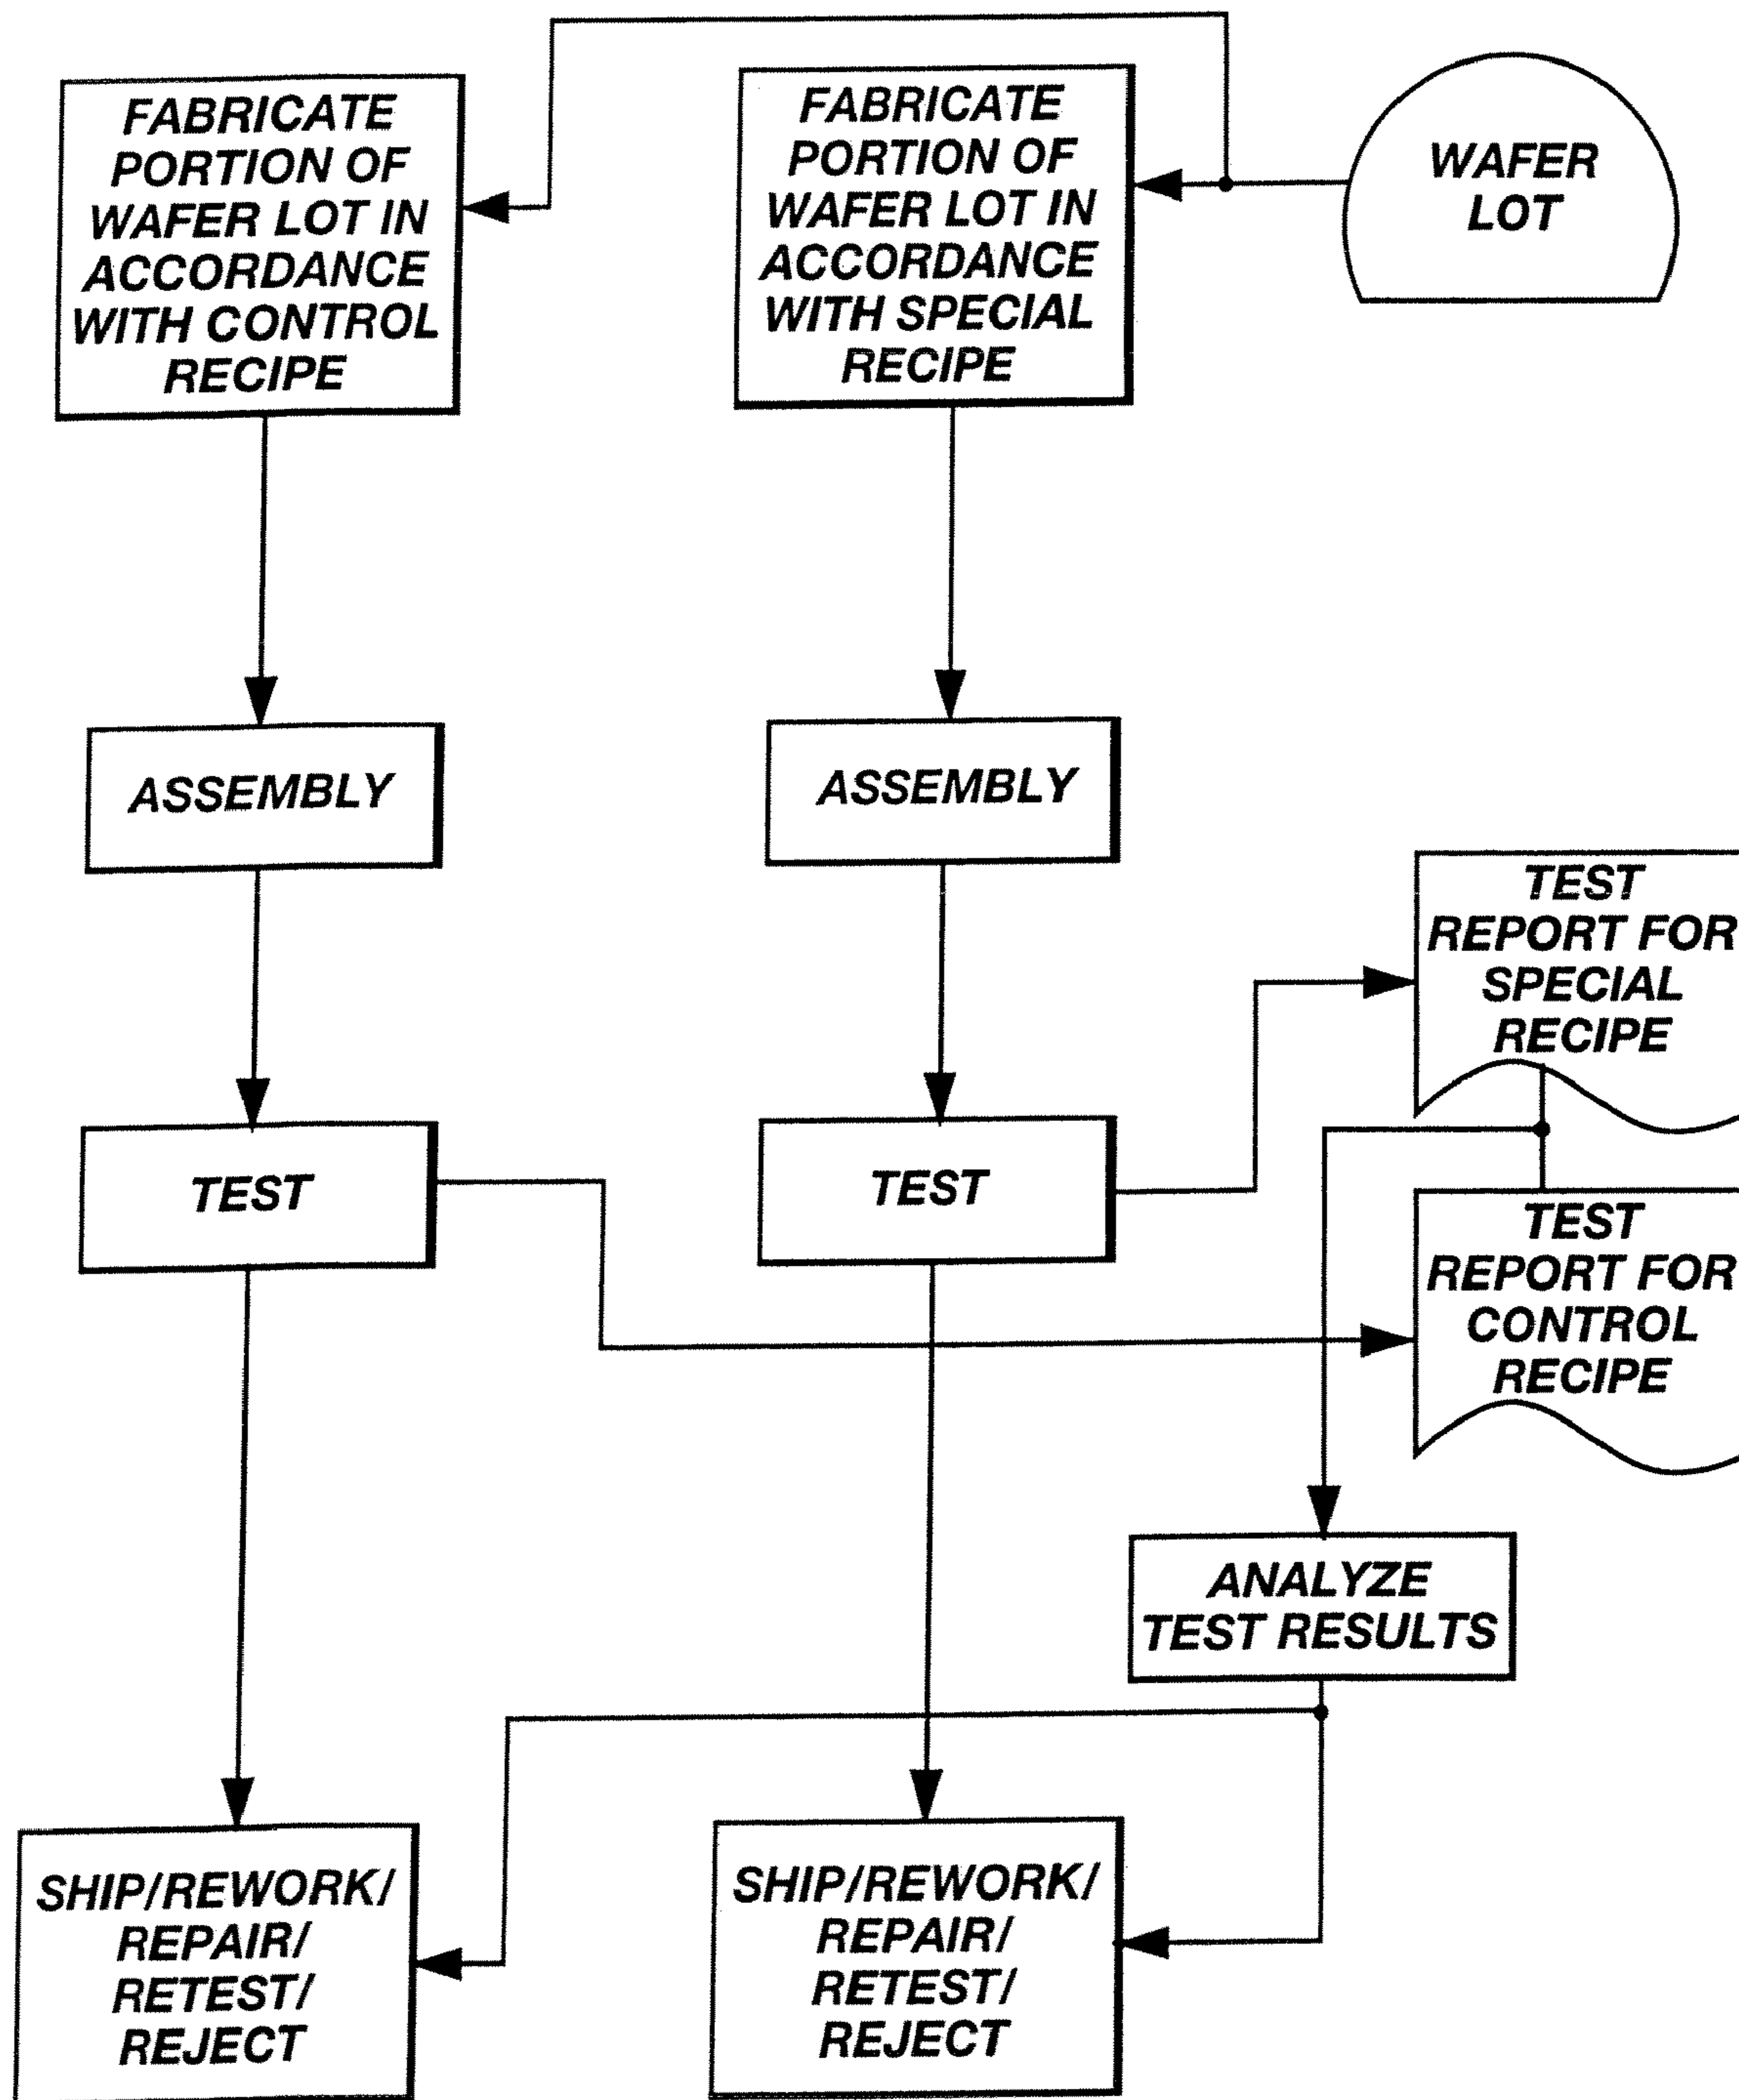 FABRICATE
PORTION OF
WAFER LOT IN
ACCORDANCE
WITH CONTROL
RECIPE
FABRICATE
PORTION OF
WAFER LOT IN
ACCORDANCE
WITH SPECIAL
RECIPE
WAFER
LOT
ASSEMBLY
ASSEMBLY
TEST
REPORT FOR
SPECIAL
RECIPE
TEST
TEST
TEST
REPORT FOR
CONTROL
RECIPE
ANALYZE
TEST RESULTS
SHIP/REWORK/
REPAIR/
RETEST/
REJECT
SHIP/REWORK/
REPAIR/
RETEST/
REJECT